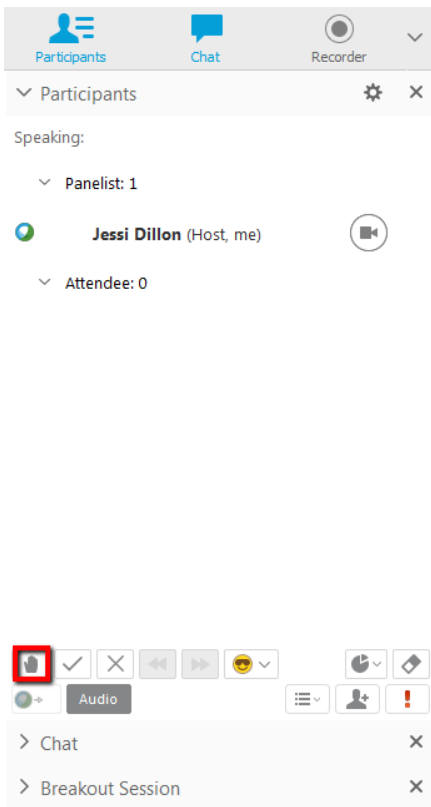 Participants Chat Recorder
Participants
Speaking:
Panelist: 1
Jessi Dillon (Host, me)
Attendee: 0
Audio
Chat
Breakout Session